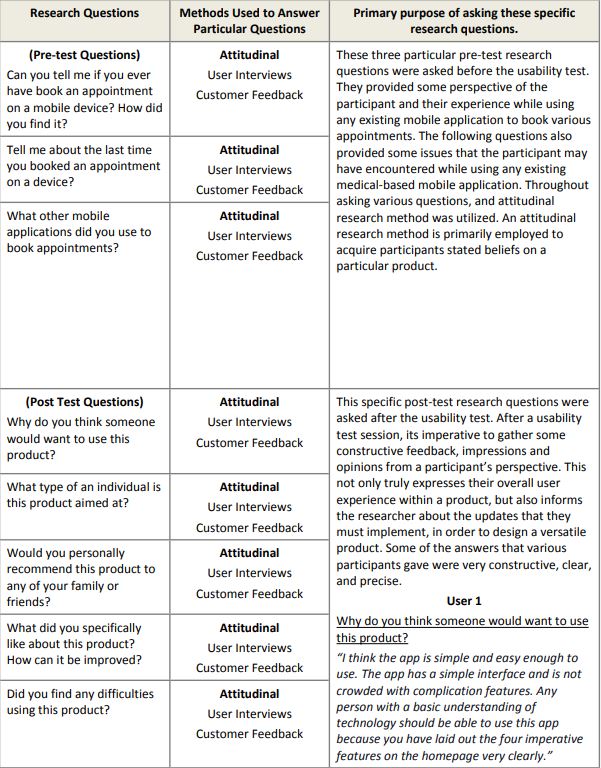 Research Questions
Methods Used to Answer
Particular Questions
Primary purpose of asking these specific
research questions.
(Pre-test Questions)
Can you tell me if you ever
have book an appointment
on a mobile device? How did
you find it?
Attitudinal
User Interviews
Customer Feedback
Tell me about the last time
you booked an appointment
on a device?
Attitudinal
User Interviews
Customer Feedback
What other mobile
applications did you use to
book appointments?
Attitudinal
User Interviews
Customer Feedback
These three particular pre-test research
questions were asked before the usability test.
They provided some perspective of the
participant and their experience while using
any existing mobile application to book various
appointments. The following questions also
provided some issues that the participant may
have encountered while using any existing
medical-based mobile application. Throughout
asking various questions, and attitudinal
research method was utilized. An attitudinal
research method is primarily employed to
acquire participants stated beliefs on a
particular product.
(Post Test Questions)
Why do you think someone
would want to use this
product?
Attitudinal
User Interviews
Customer Feedback
What type of an individual is
this product aimed at?
Attitudinal
User Interviews
Customer Feedback
Would you personally
recommend this product to
any of your family or
friends?
Attitudinal
User Interviews
Customer Feedback
What did you specifically
like about this product?
How can it be improved?
Attitudinal
User Interviews
Customer Feedback
Did you find any difficulties
using this product?
Attitudinal
User Interviews
Customer Feedback
This specific post-test research questions were
asked after the usability test. After a usability
test session, its imperative to gather some
constructive feedback, impressions and
opinions from a participant's perspective. This
not only truly expresses their overall user
experience within a product, but also informs
the researcher about the updates that they
must implement, in order to design a versatile
product. Some of the answers that various
participants gave were very constructive, clear,
and precise.
User 1
Why do you think someone would want to use
this product?
“I think the app is simple and easy enough to
use. The app has a simple interface and is not
crowded with complication features. Any
person with a basic understanding of
technology should be able to use this app
because you have laid out the four imperative
features on the homepage very clearly.”